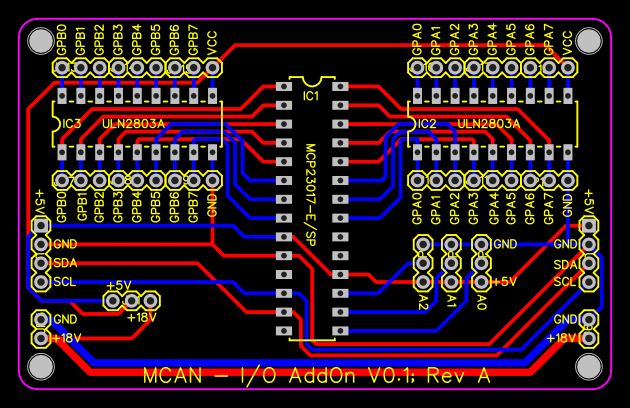 GPB0 GPB1 GPB2 GPB3 GPB4 GPB5 GPB6 GPB7 VCC
GPA0 GPA1 GPA2 GPA3 GPA4 GPA5 GPA6 GPA7 VCC
IC1
IC3 ULN2803A
IC2 ULN2803A
MCP23017-E/SP
GPB0 GPB1 GPB2 GPB3 GPB4 GPB5 GPB6 GPB7 GND
GPA0 GPA1 GPA2 GPA3 GPA4 GPA5 GPA6 GPA7 GND
+5V
GND
SDA
SCL
+5V
+18V
GND
+18V
GND
+5V
A2 A1 A0
+5V
GND
SDA
SCL
GND
+18V
MCAN - I/O AddOn V0.1; Rev A